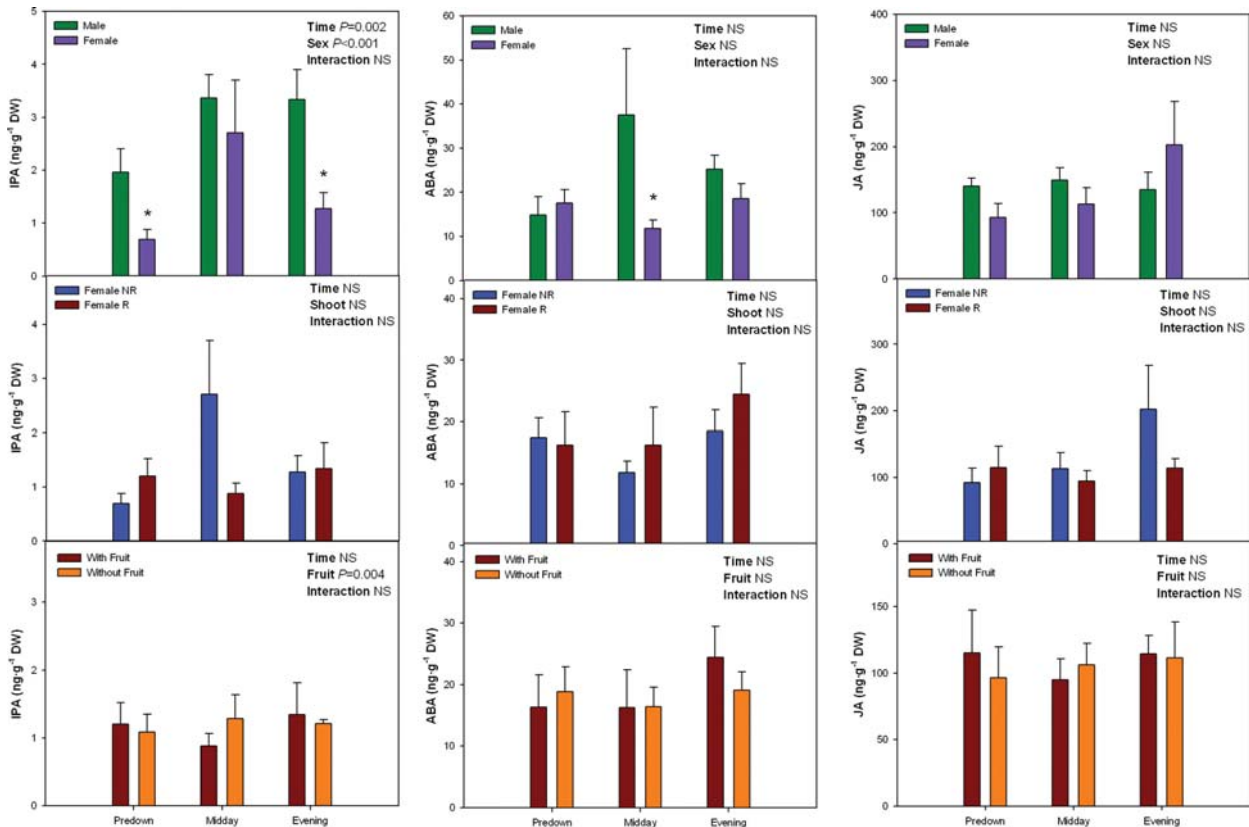 5
4
3
2
1
0
IPA (ng·g⁻¹ DW)
Male
Female
Time P=0.002
Sex P<0.001
Interaction NS
*
*
60
50
40
30
20
10
0
ABA (ng·g⁻¹ DW)
Male
Female
Time NS
Sex NS
Interaction NS
*
400
300
200
100
0
JA (ng·g⁻¹ DW)
Male
Female
Time NS
Sex NS
Interaction NS
4
3
2
1
0
IPA (ng·g⁻¹ DW)
Female NR
Female R
Time NS
Shoot NS
Interaction NS
40
30
20
10
0
ABA (ng·g⁻¹ DW)
Female NR
Female R
Time NS
Shoot NS
Interaction NS
300
200
100
0
JA (ng·g⁻¹ DW)
Female NR
Female R
Time NS
Shoot NS
Interaction NS
3
2
1
0
IPA (ng·g⁻¹ DW)
With Fruit
Without Fruit
Time NS
Fruit P=0.004
Interaction NS
Predown Midday Evening
40
30
20
10
0
ABA (ng·g⁻¹ DW)
With Fruit
Without Fruit
Time NS
Fruit NS
Interaction NS
Predown Midday Evening
150
100
50
0
JA (ng·g⁻¹ DW)
With Fruit
Without Fruit
Time NS
Fruit NS
Interaction NS
Predown Midday Evening